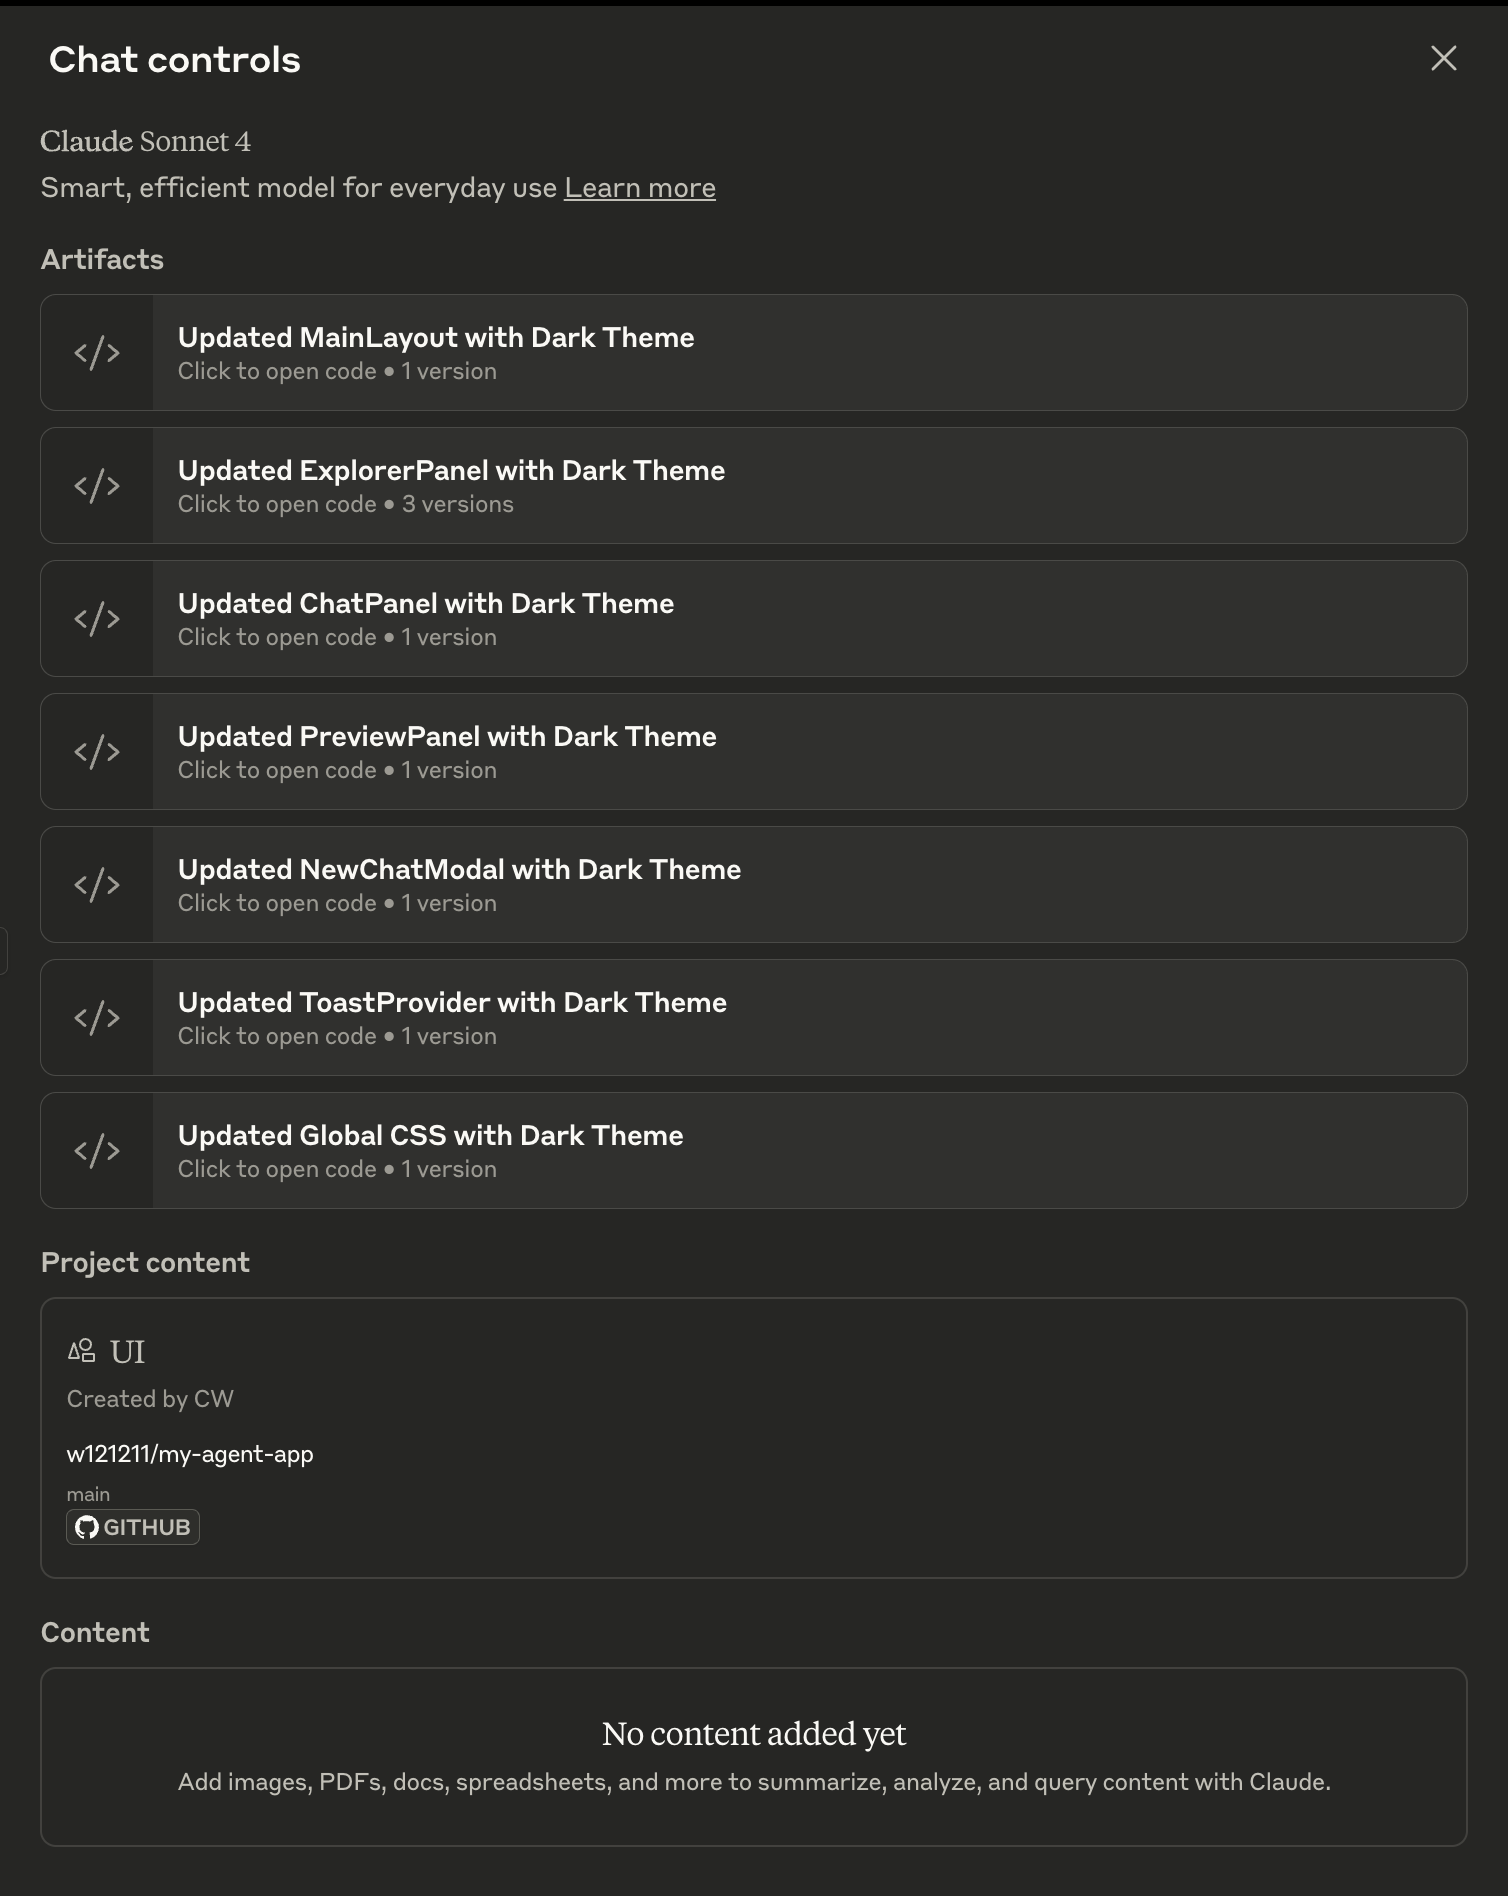 Chat controls
Claude Sonnet 4
Smart, efficient model for everyday use Learn more
Artifacts
Updated MainLayout with Dark Theme
Click to open code • 1 version
Updated ExplorerPanel with Dark Theme
Click to open code • 3 versions
Updated ChatPanel with Dark Theme
Click to open code • 1 version
Updated PreviewPanel with Dark Theme
Click to open code • 1 version
Updated NewChatModal with Dark Theme
Click to open code • 1 version
Updated ToastProvider with Dark Theme
Click to open code • 1 version
Updated Global CSS with Dark Theme
Click to open code • 1 version
Project content
UI
Created by CW
w121211/my-agent-app
main
GITHUB
Content
No content added yet
Add images, PDFs, docs, spreadsheets, and more to summarize, analyze, and query content with Claude.